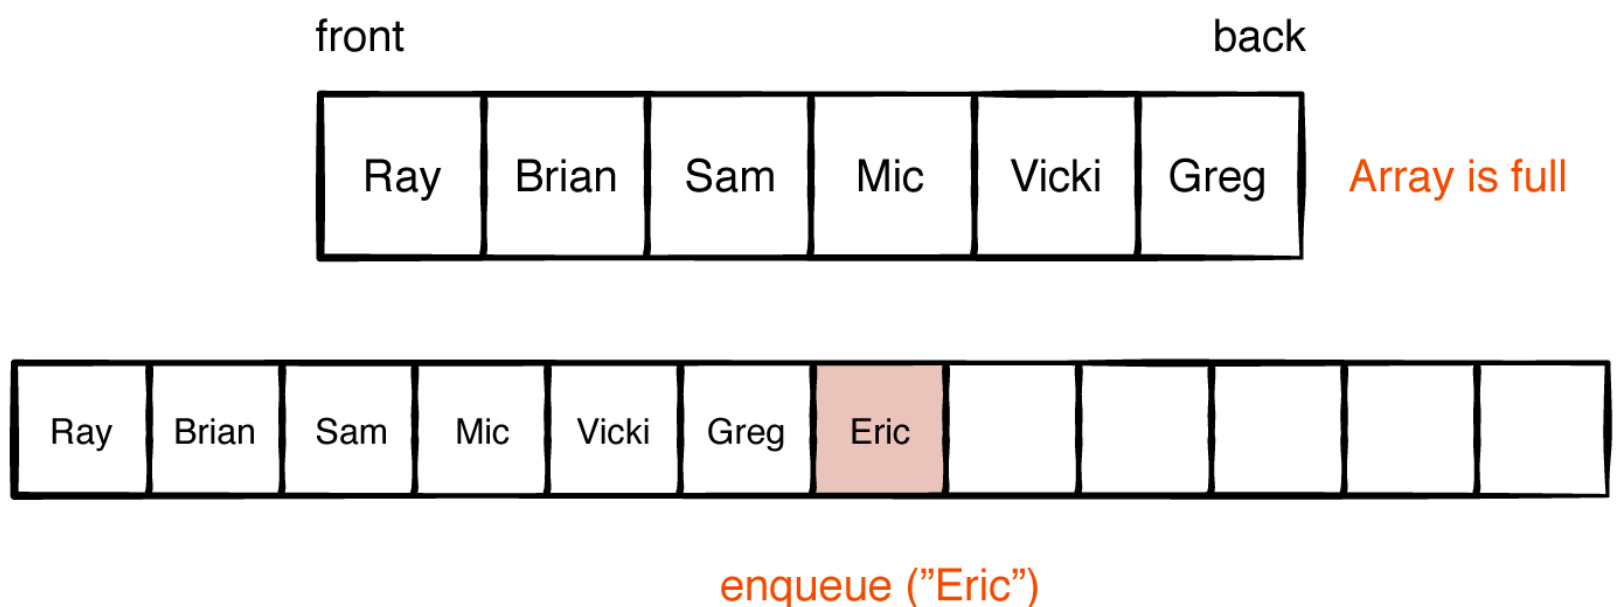 front back
Ray Brian Sam Mic Vicki Greg Array is full
Ray Brian Sam Mic Vicki Greg Eric
enqueue (”Eric”)